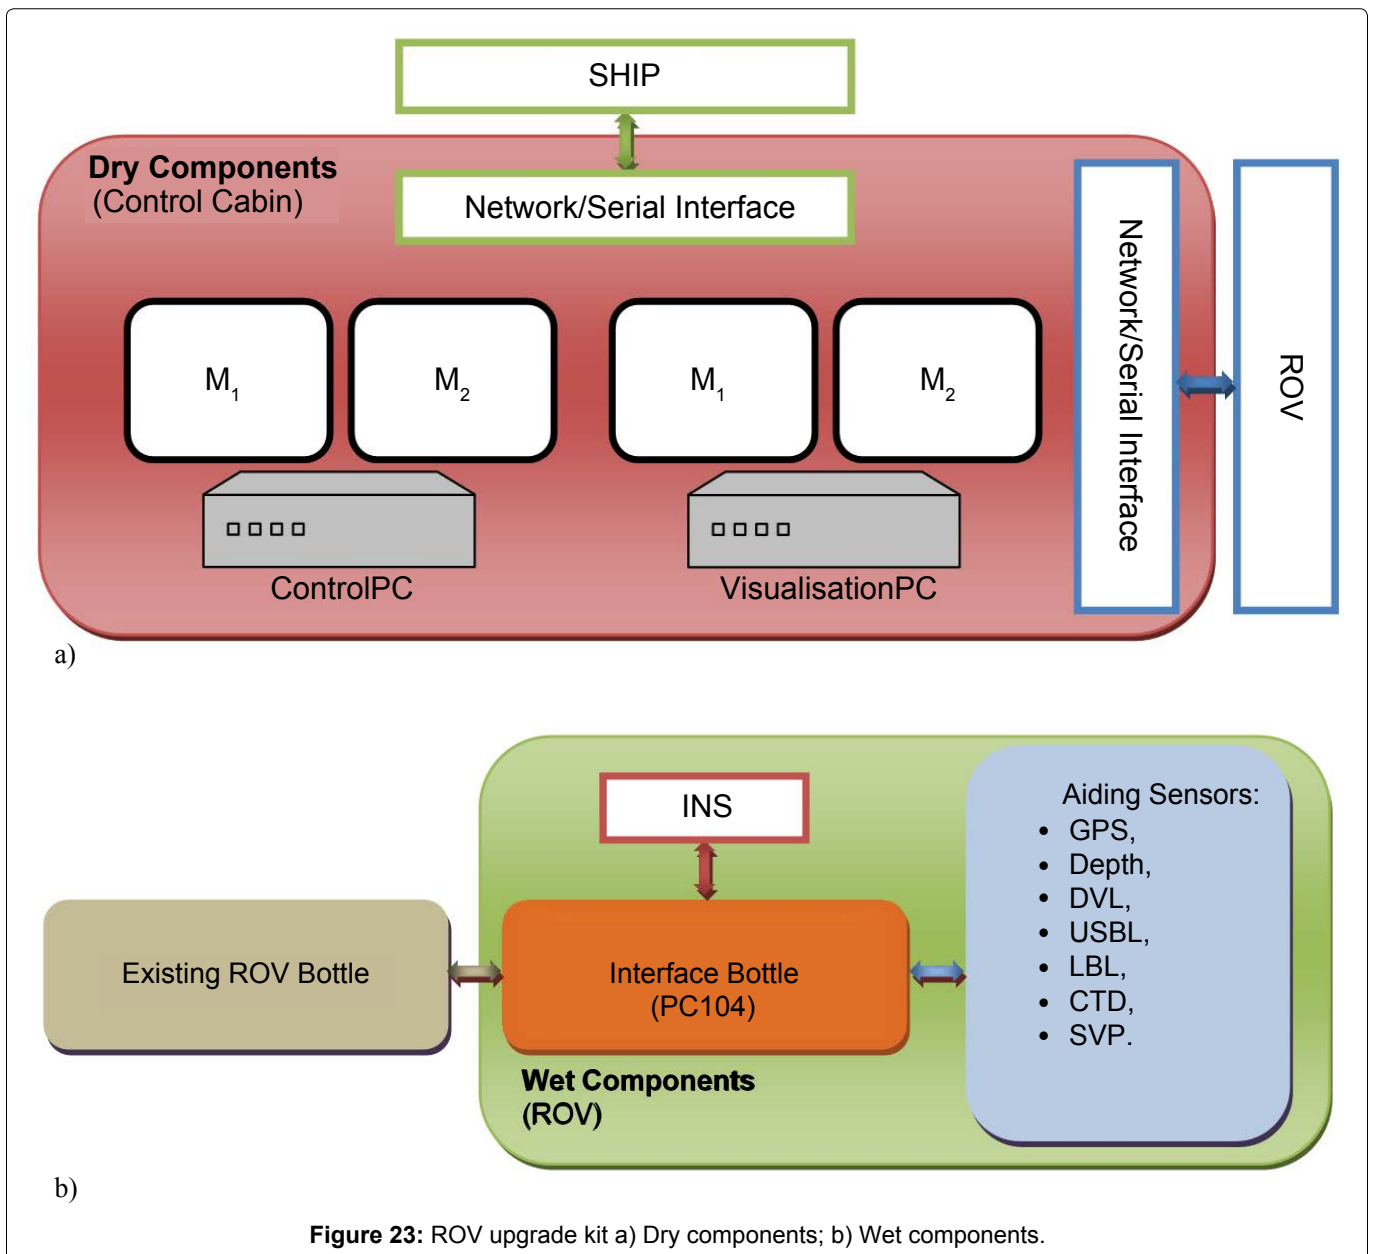 SHIP
Dry Components
(Control Cabin)
Network/Serial Interface
Network/Serial Interface
ROV
M1
M2
M1
M2
ControlPC
VisualisationPC
a)
INS
Aiding Sensors:
• GPS,
• Depth,
• DVL,
• USBL,
• LBL,
• CTD,
• SVP.
Existing ROV Bottle
Interface Bottle
(PC104)
Wet Components
(ROV)
b)
Figure 23: ROV upgrade kit a) Dry components; b) Wet components.